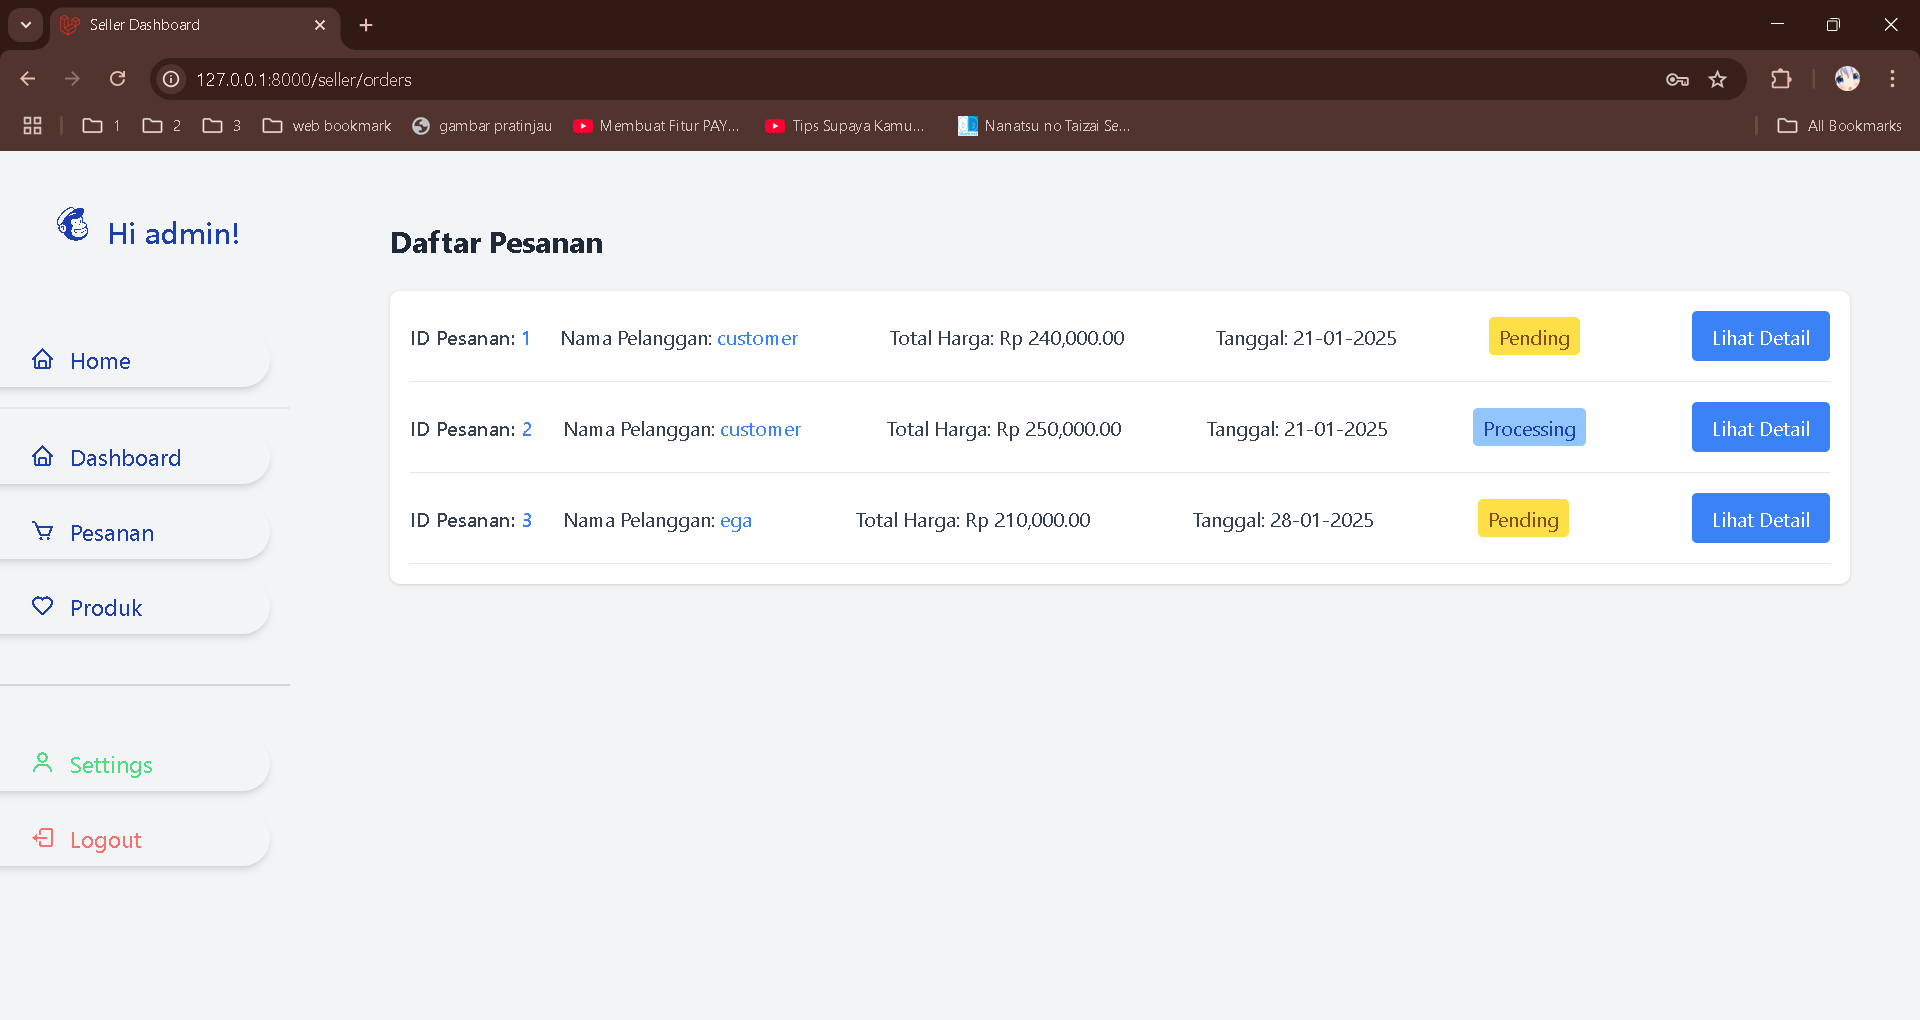 Seller Dashboard
127.0.0.1:8000/seller/orders
1 2 3 web bookmark gambar pratinjau Membuat Fitur PAY... Tips Supaya Kamu... Nanatsu no Taizai Se... All Bookmarks
Hi admin!
Home
Dashboard
Pesanan
Produk
Settings
Logout
Daftar Pesanan
ID Pesanan: 1 Nama Pelanggan: customer Total Harga: Rp 240,000.00 Tanggal: 21-01-2025 Pending Lihat Detail
ID Pesanan: 2 Nama Pelanggan: customer Total Harga: Rp 250,000.00 Tanggal: 21-01-2025 Processing Lihat Detail
ID Pesanan: 3 Nama Pelanggan: ega Total Harga: Rp 210,000.00 Tanggal: 28-01-2025 Pending Lihat Detail